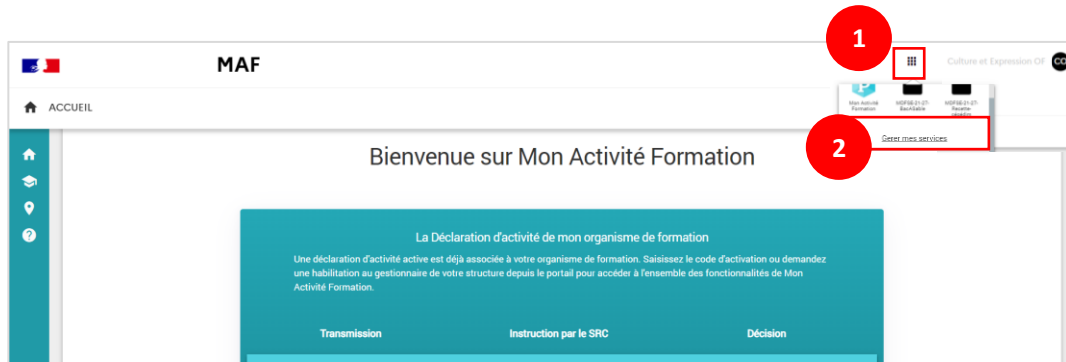 1
MAF
Culture et Expression OF
CO
ACCUEIL
Mon Activité Formation
MDFSE-21-27-BacASable
MDFSE-21-27-Recette-
Gerer mes services
2
Bienvenue sur Mon Activité Formation
La Déclaration d'activité de mon organisme de formation
Une déclaration d'activité active est déjà associée à votre organisme de formation. Saisissez le code d'activation ou demandez
une habilitation au gestionnaire de votre structure depuis le portail pour accéder à l'ensemble des fonctionnalités de Mon
Activité Formation.
Transmission Instruction par le SRC Décision